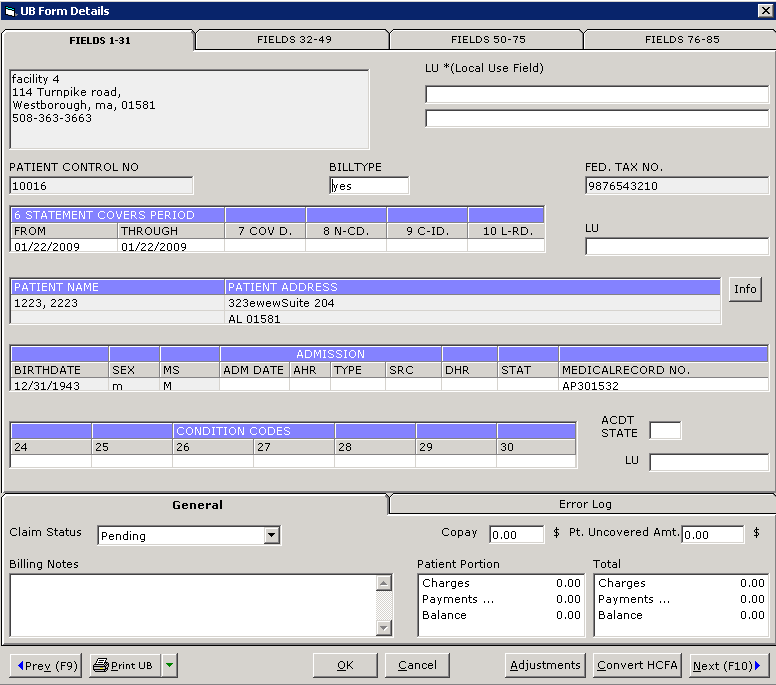 UB Form Details
FIELDS 1-31 FIELDS 32-49 FIELDS 50-75 FIELDS 76-85
facility 4
114 Turnpike road,
Westborough, ma, 01581
508-363-3663
LU *(Local Use Field)
PATIENT CONTROL NO BILLTYPE FED. TAX NO.
10016 yes 9876543210
6 STATEMENT COVERS PERIOD
FROM THROUGH 7 COV D. 8 N-CD. 9 C-ID. 10 L-RD.
01/22/2009 01/22/2009
LU
PATIENT NAME PATIENT ADDRESS
1223, 2223 323ewewSuite 204
AL 01581
Info
ADMISSION
BIRTHDATE SEX MS ADM DATE AHR TYPE SRC DHR STAT MEDICALRECORD NO.
12/31/1943 m M AP301532
CONDITION CODES
24 25 26 27 28 29 30
ACDT
STATE
LU
General Error Log
Claim Status Pending Copay 0.00 $ Pt. Uncovered Amt. 0.00 $
Billing Notes Patient Portion Total
Charges 0.00 Charges 0.00
Payments ... 0.00 Payments ... 0.00
Balance 0.00 Balance 0.00
Prev (F9) Print UB OK Cancel Adjustments Convert HCFA Next (F10)